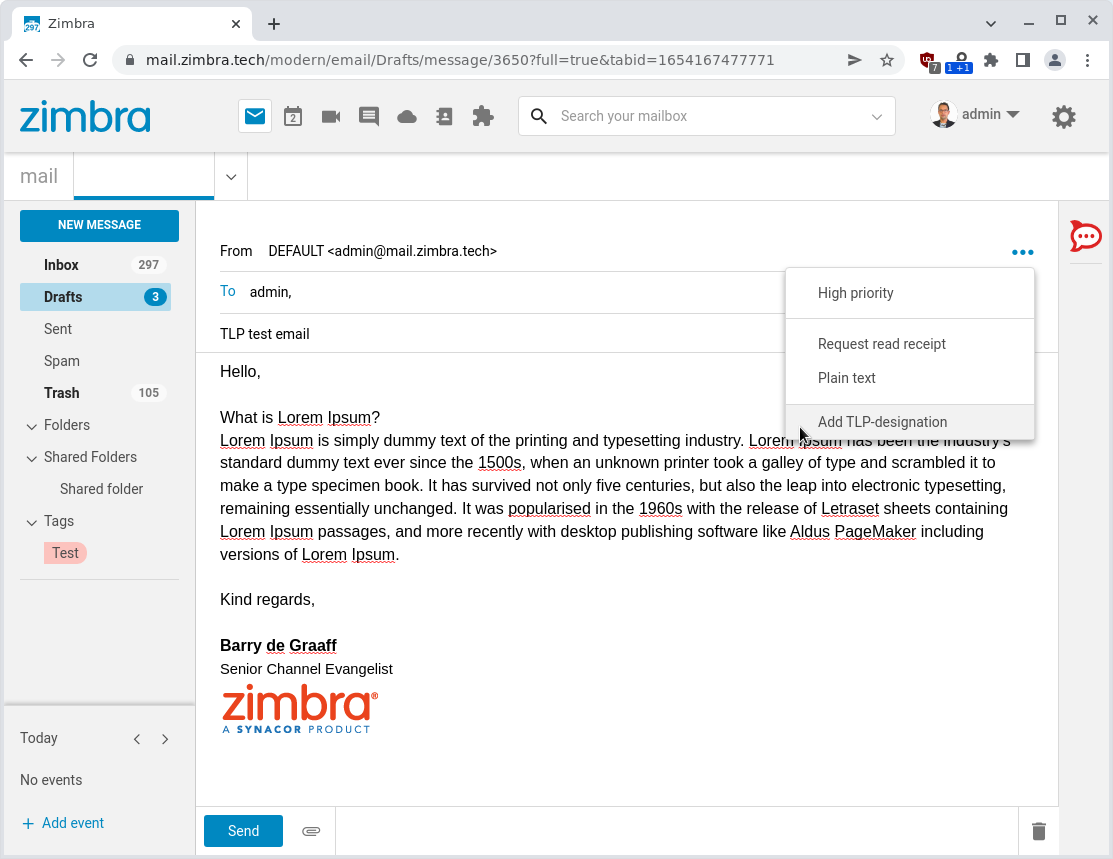 Zimbra
mail.zimbra.tech/modern/email/Drafts/message/3650?full=true&tabid=1654167477771
7
1 +1
zimbra
2
Search your mailbox
admin
mail
NEW MESSAGE
Inbox 297
Drafts 3
Sent
Spam
Trash 105
Folders
Shared Folders
Shared folder
Tags
Test
Today
No events
+ Add event
From DEFAULT <admin@mail.zimbra.tech>
To admin,
TLP test email
High priority
Request read receipt
Plain text
Add TLP-designation
Hello,
What is Lorem Ipsum?
Lorem Ipsum is simply dummy text of the printing and typesetting industry. Lorem Ipsum has been the industry's
standard dummy text ever since the 1500s, when an unknown printer took a galley of type and scrambled it to
make a type specimen book. It has survived not only five centuries, but also the leap into electronic typesetting,
remaining essentially unchanged. It was popularised in the 1960s with the release of Letraset sheets containing
Lorem Ipsum passages, and more recently with desktop publishing software like Aldus PageMaker including
versions of Lorem Ipsum.
Kind regards,
Barry de Graaff
Senior Channel Evangelist
zimbra®
A SYNACOR PRODUCT
Send